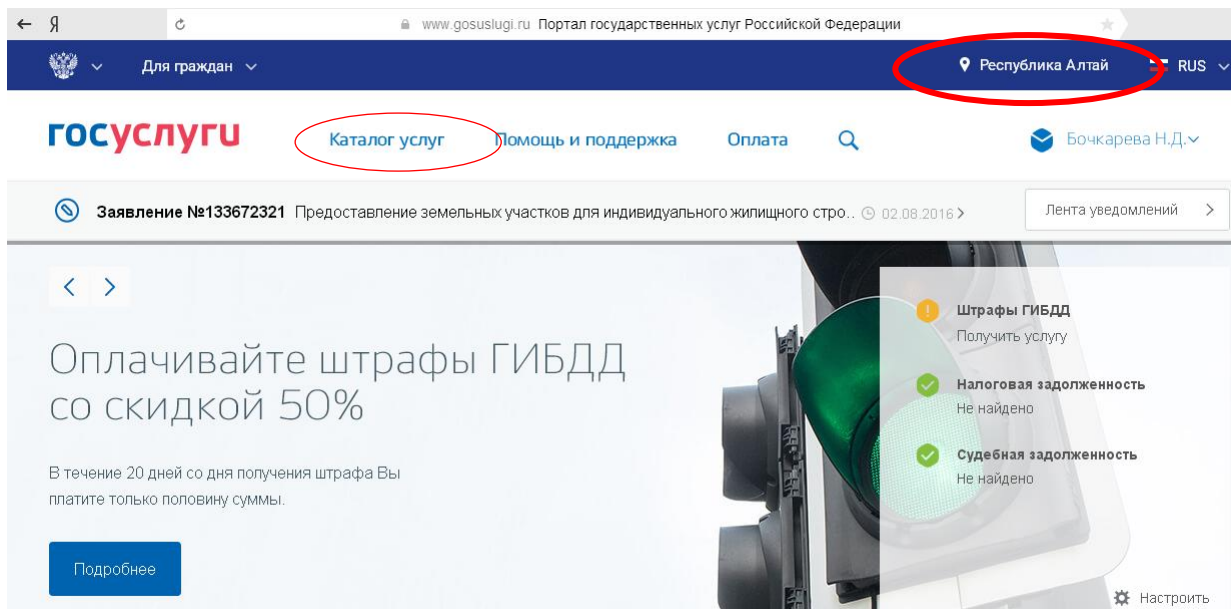 Я www.gosuslugi.ru Портал государственных услуг Российской Федерации
Для граждан Республика Алтай RUS
госуслуги Каталог услуг Помощь и поддержка Оплата Бочкарева Н.Д.
Заявление №133672321 Предоставление земельных участков для индивидуального жилищного стро.. 02.08.2016 Лента уведомлений
Оплачивайте штрафы ГИБДД
со скидкой 50%
В течение 20 дней со дня получения штрафа Вы
платите только половину суммы.
Подробнее
Штрафы ГИБДД
Получить услугу
Налоговая задолженность
Не найдено
Судебная задолженность
Не найдено
Настроить